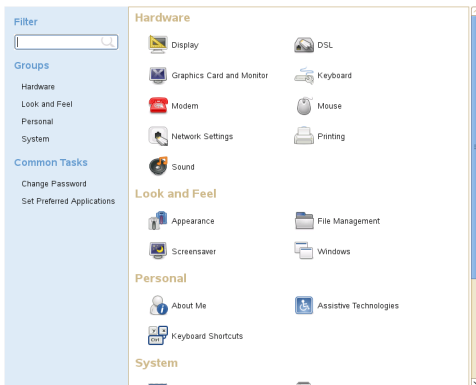 Filter
Groups
Hardware
Look and Feel
Personal
System
Common Tasks
Change Password
Set Preferred Applications
Hardware
Display
DSL
Graphics Card and Monitor
Keyboard
Modem
Mouse
Network Settings
Printing
Sound
Look and Feel
Appearance
File Management
Screensaver
Windows
Personal
About Me
Assistive Technologies
Keyboard Shortcuts
System